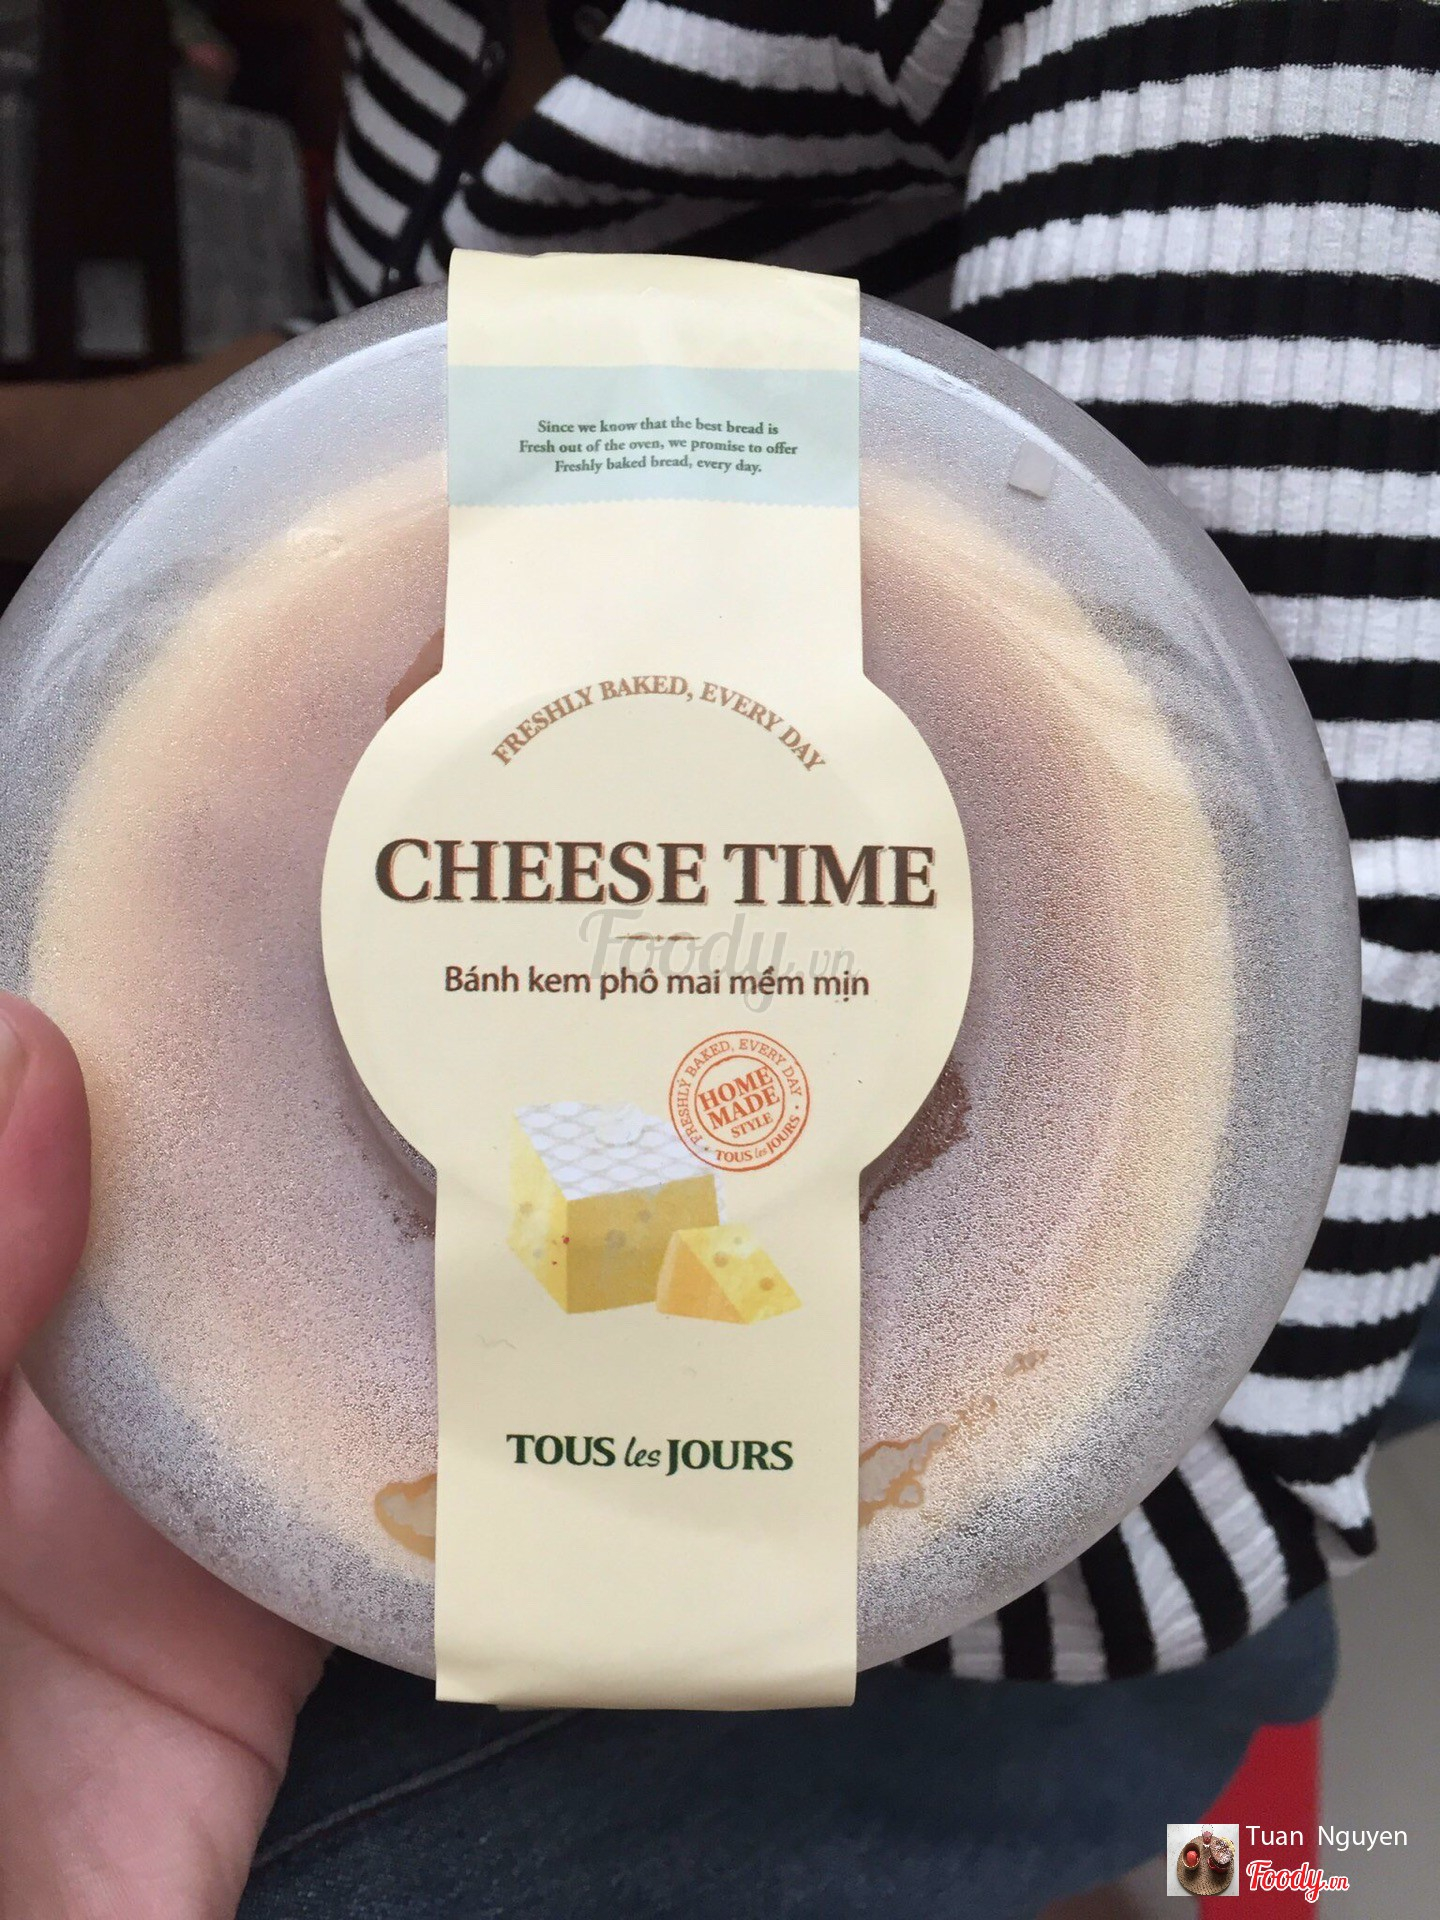 Since we know that the best bread is
Fresh out of the oven, we promise to offer
Freshly baked bread, every day.
FRESHLY BAKED, EVERY DAY
CHEESE TIME
Foody.vn
Bánh kem phô mai mềm mịn
FRESHLY BAKED, EVERY DAY
HOME
MADE
STYLE
TOUS les JOURS
TOUS les JOURS
Tuan Nguyen
Foody.vn